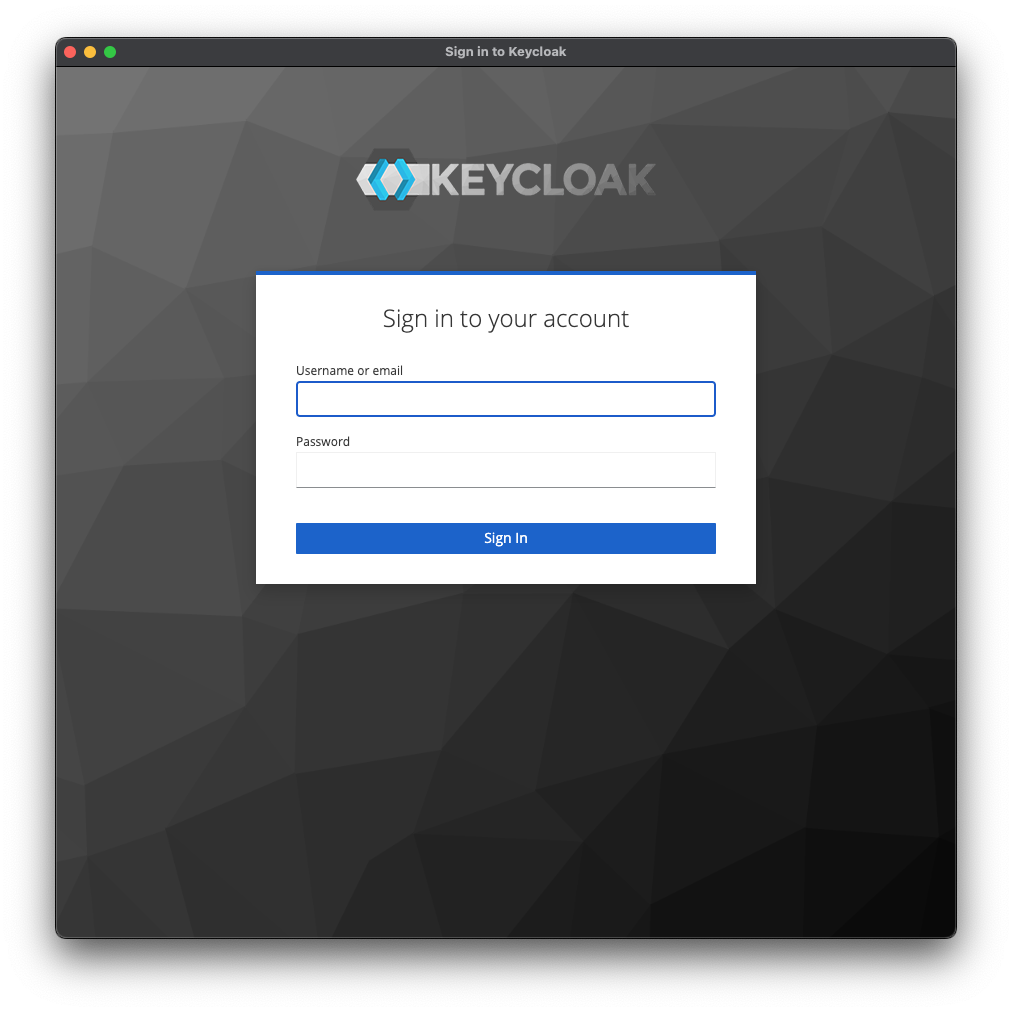 Sign in to Keycloak
KEYCLOAK
Sign in to your account
Username or email
Password
Sign In